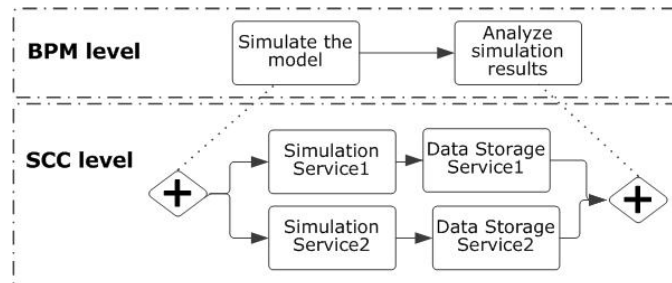 BPM level
Simulate the
model
Analyze
simulation
results
SCC level
Simulation
Service1
Data Storage
Service1
Simulation
Service2
Data Storage
Service2